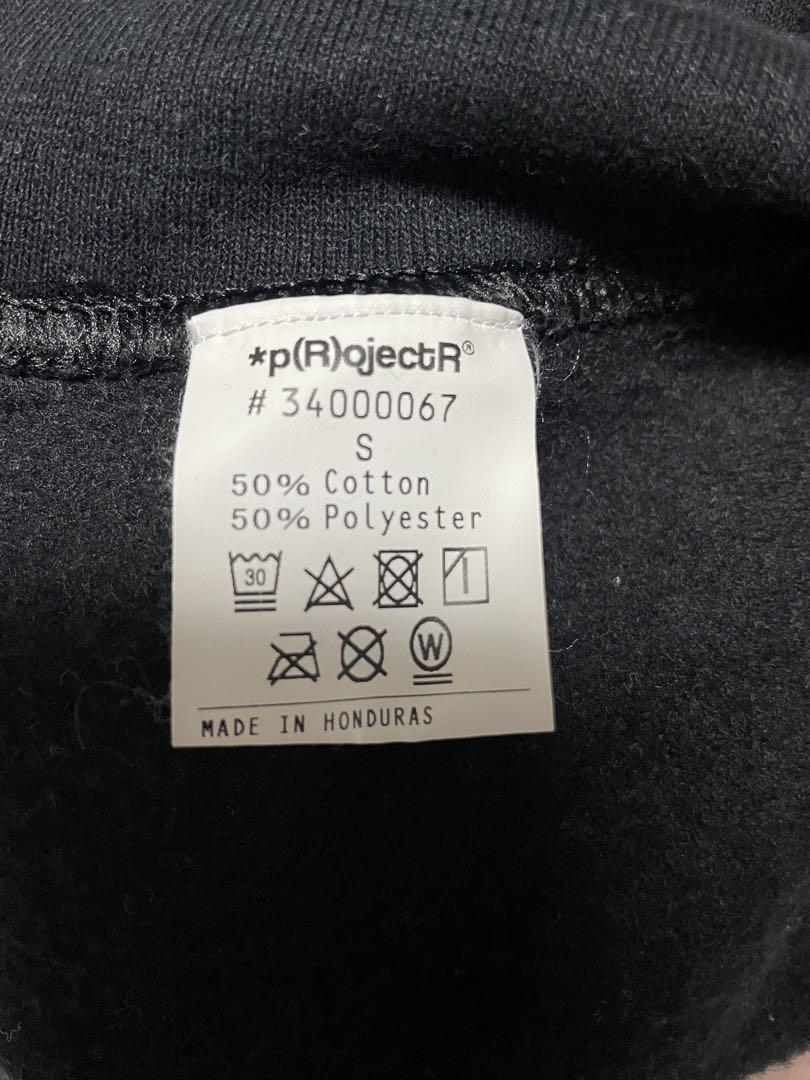 *p(R)ojectR®
# 34000067
S
50% Cotton
50% Polyester
30
W
MADE IN HONDURAS